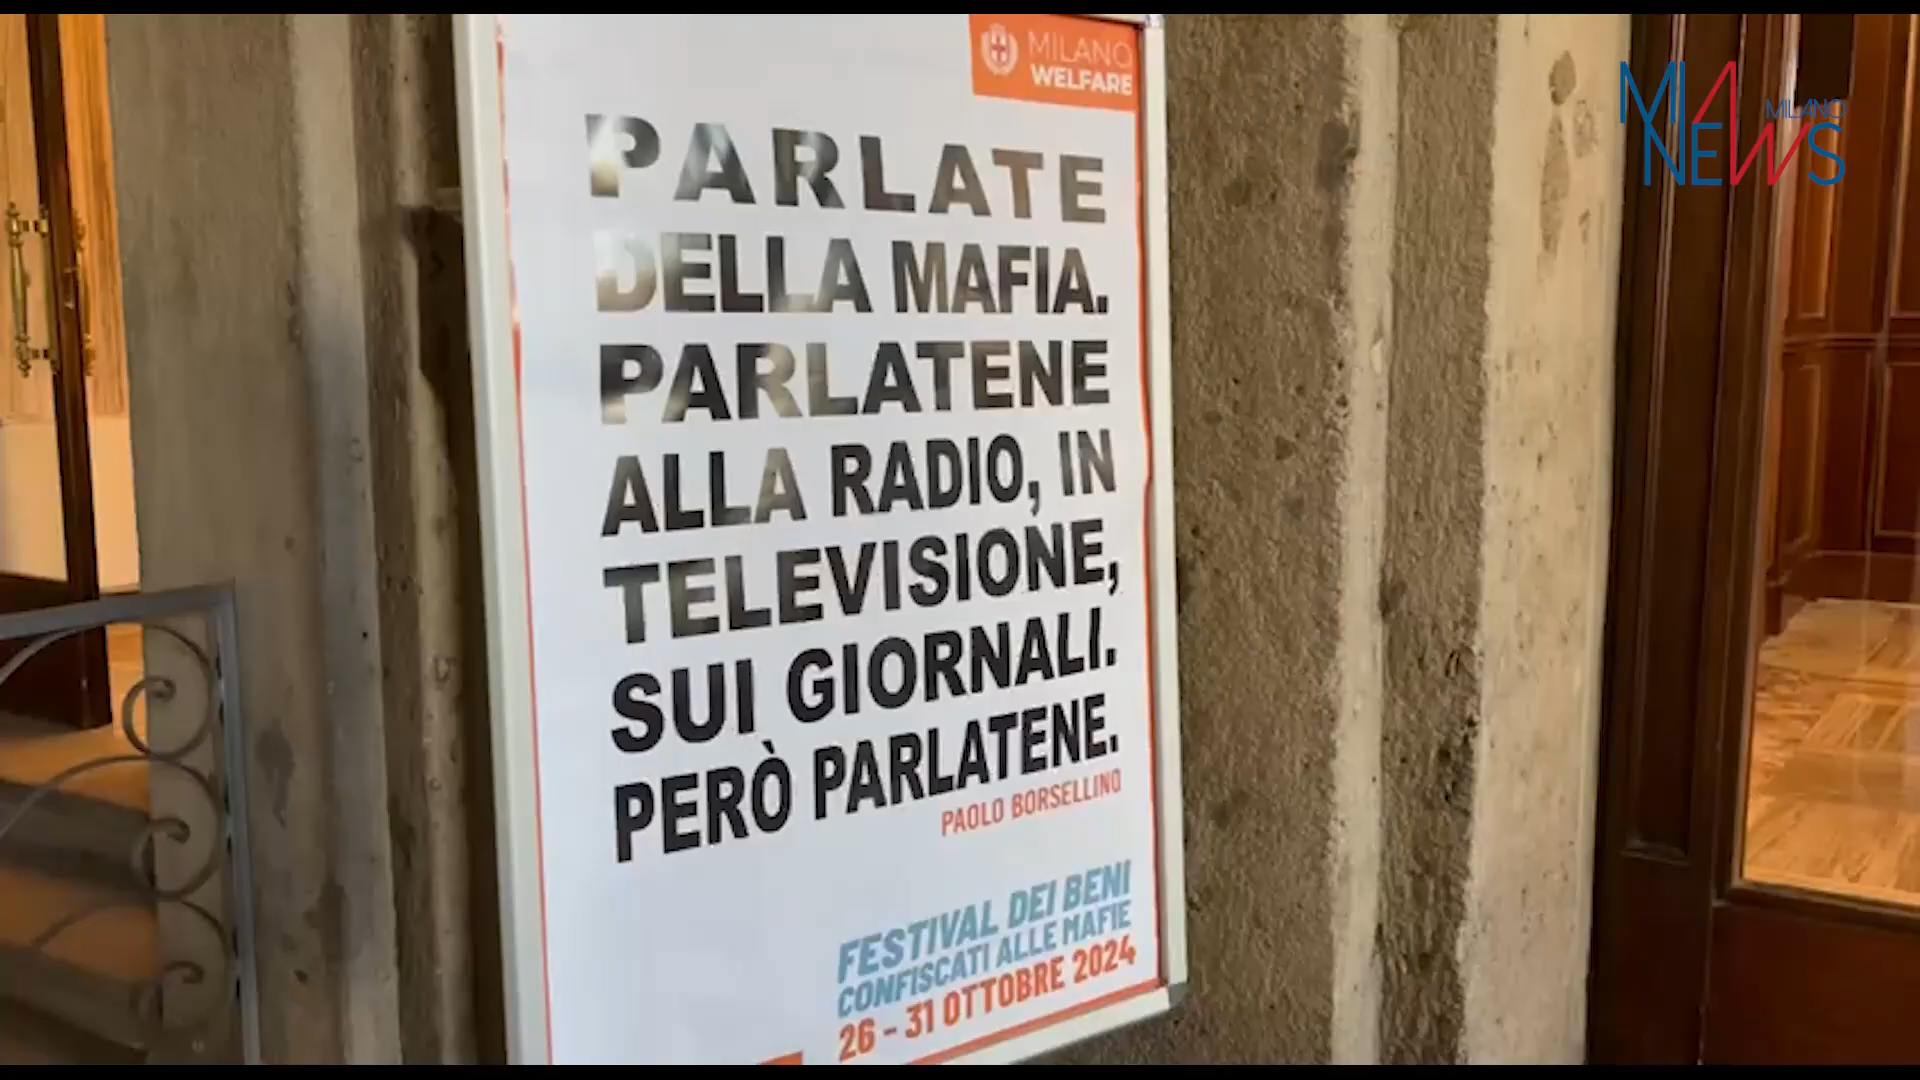 MILANO
WELFARE
MIA
MILANO
NEWS
PARLATE
DELLA MAFIA.
PARLATENE
ALLA RADIO, IN
TELEVISIONE,
SUI GIORNALI.
PERÒ PARLATENE.
PAOLO BORSELLINO
FESTIVAL DEI BENI
CONFISCATI ALLE MAFIE
26 - 31 OTTOBRE 2024